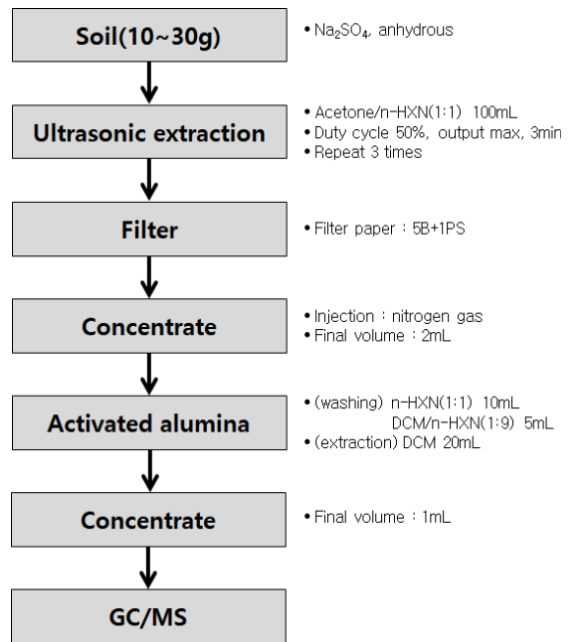 Soil(10~30g)
• Na₂SO₄, anhydrous
Ultrasonic extraction
• Acetone/n-HXN(1:1) 100mL
• Duty cycle 50%, output max, 3min
• Repeat 3 times
Filter
• Filter paper : 5B+1PS
Concentrate
• Injection : nitrogen gas
• Final volume : 2mL
Activated alumina
• (washing) n-HXN(1:1) 10mL
DCM/n-HXN(1:9) 5mL
• (extraction) DCM 20mL
Concentrate
• Final volume : 1mL
GC/MS